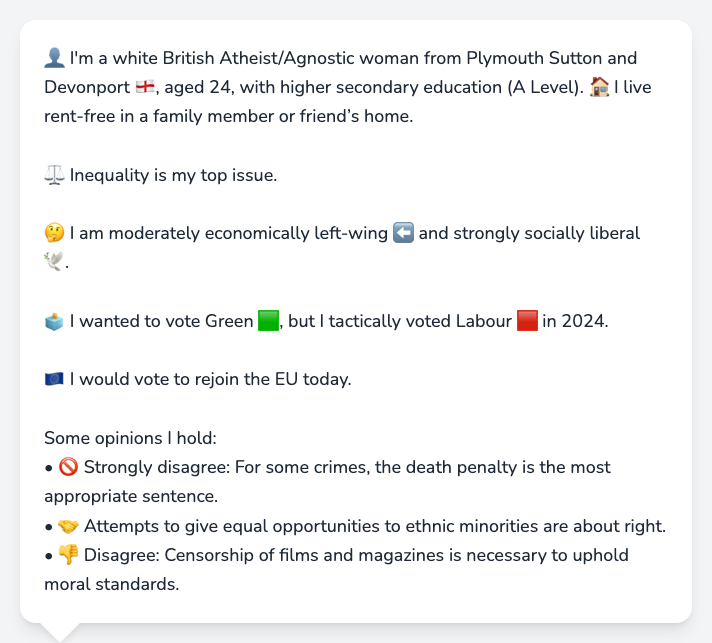 👤 I'm a white British Atheist/Agnostic woman from Plymouth Sutton and
Devonport 🏴󠁧󠁢󠁥󠁮󠁧󠁿, aged 24, with higher secondary education (A Level). 🏠 I live
rent-free in a family member or friend’s home.
⚖️ Inequality is my top issue.
🤔 I am moderately economically left-wing ⬅️ and strongly socially liberal
🕊️.
🗳️ I wanted to vote Green 🟩, but I tactically voted Labour 🟥 in 2024.
🇪🇺 I would vote to rejoin the EU today.
Some opinions I hold:
• 🚫 Strongly disagree: For some crimes, the death penalty is the most
appropriate sentence.
• 🤝 Attempts to give equal opportunities to ethnic minorities are about right.
• 👎 Disagree: Censorship of films and magazines is necessary to uphold
moral standards.